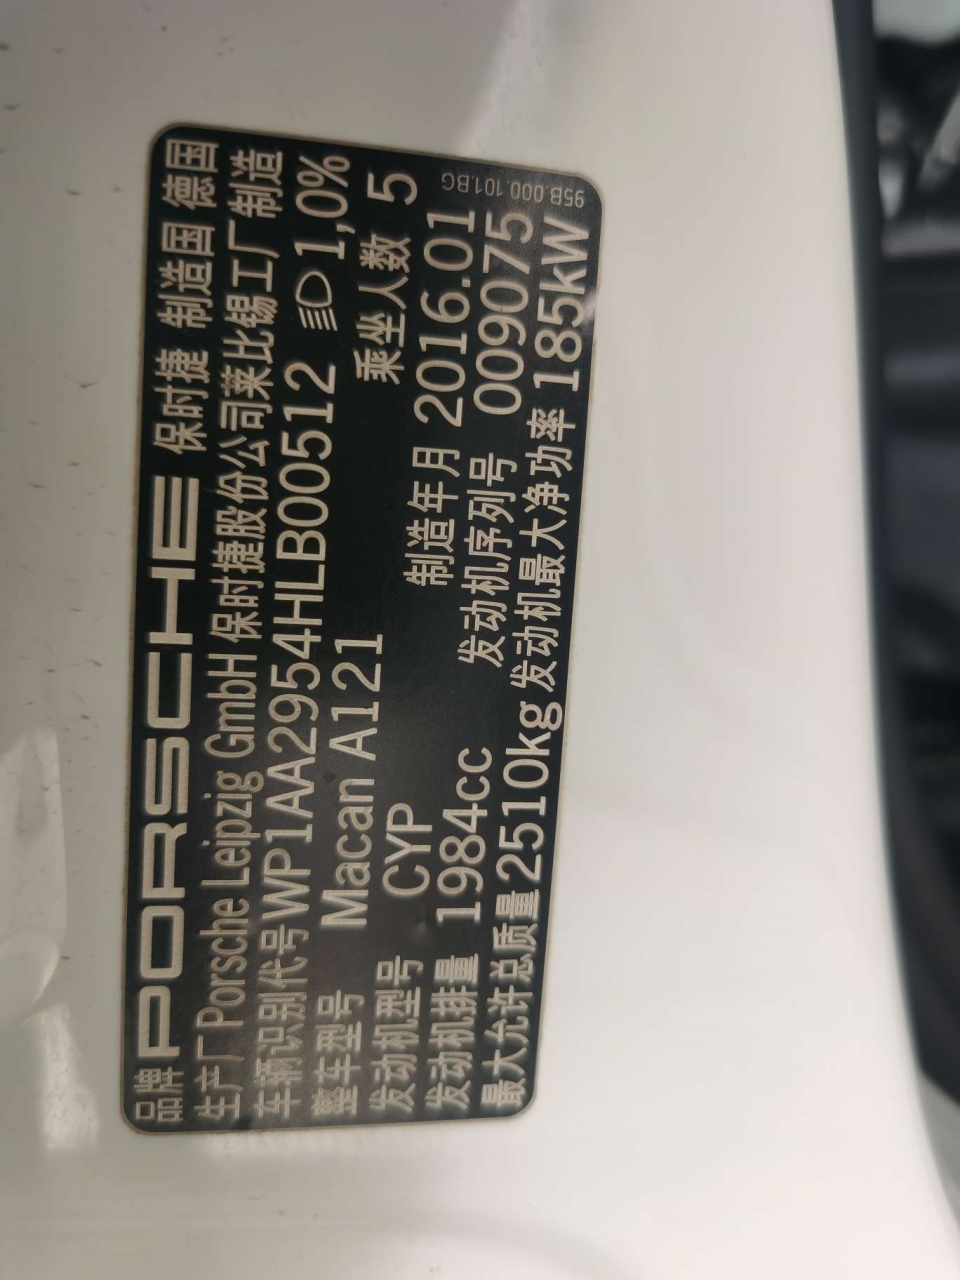 品牌 PORSCHE 保时捷 制造国 德国
生产厂 Porsche Leipzig GmbH 保时捷股份公司莱比锡工厂制造
车辆识别代号 WP1AA2954HLB00512 1,0%
整车型号 Macan A121 乘坐人数 5
发动机型号 CYP 制造年月 2016.01
发动机排量 1984cc 发动机序列号 009075
最大允许总质量 2510kg 发动机最大净功率 185kW
95B.000.101.BG